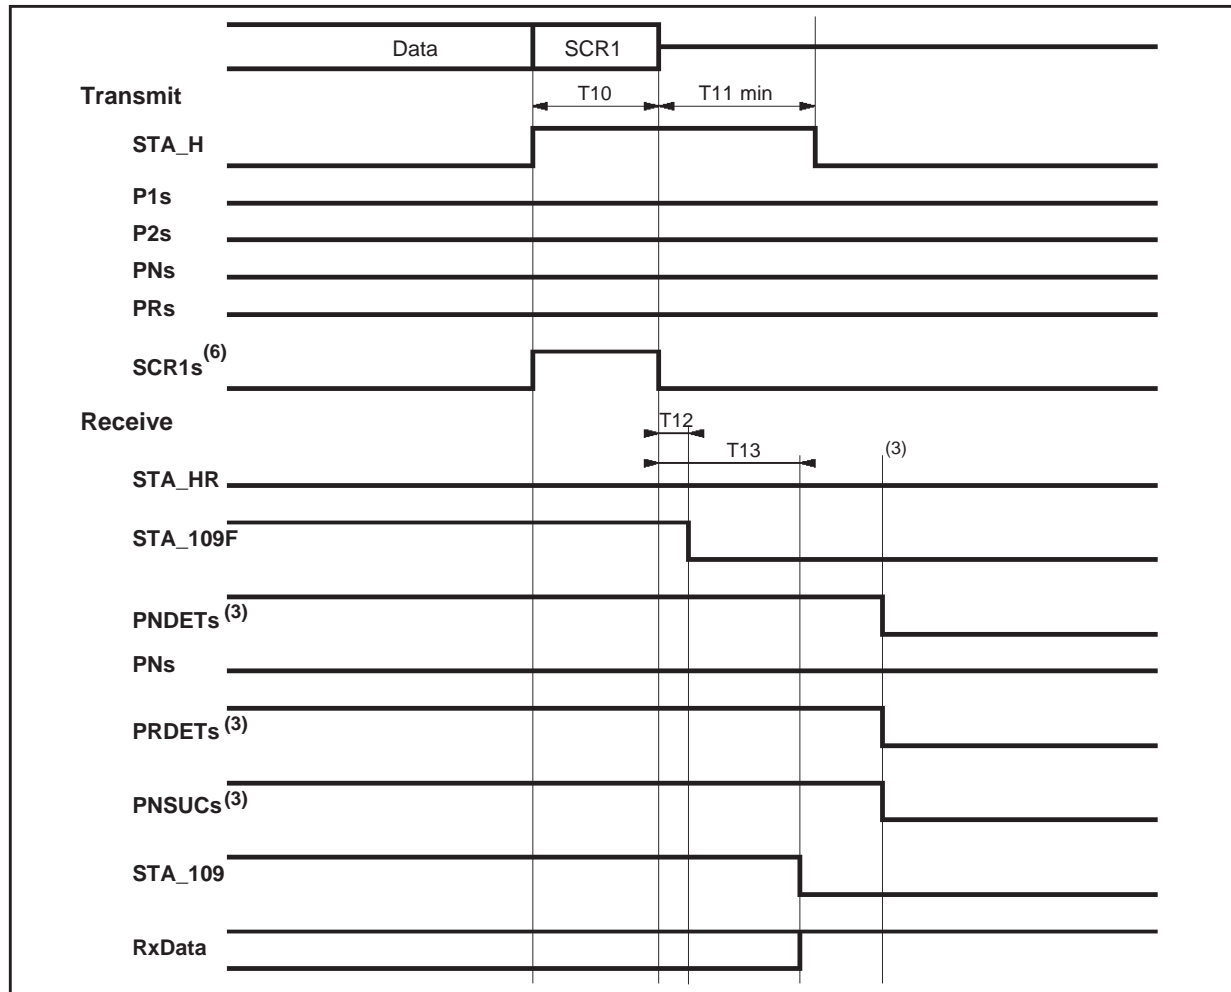 Data SCR1
Transmit T10 T11 min
STA_H
P1s
P2s
PNs
PRs
SCR1s(6)
Receive T12
T13 (3)
STA_HR
STA_109F
PNDETs(3)
PNs
PRDETs(3)
PNSUCs(3)
STA_109
RxData